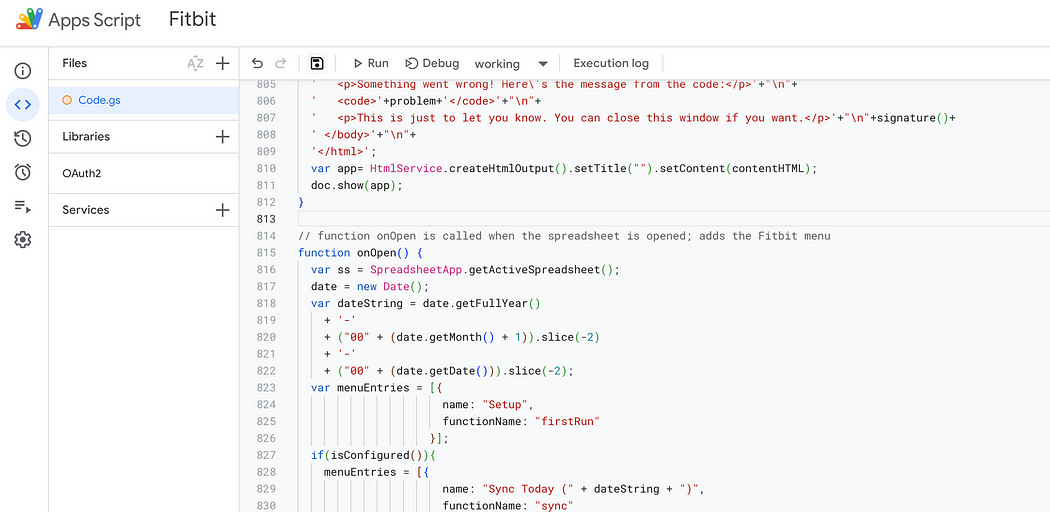 Apps Script Fitbit
Files AZ
Run Debug working Execution log
Code.gs
Libraries
OAuth2
Services
805 '   <p>Something went wrong! Here\'s the message from the code:</p>'+"\n"+
806 '   <code>'+problem+'</code>'+"\n"+
807 '   <p>This is just to let you know. You can close this window if you want.</p>'+"\n"+signature()+
808 ' </body>'+"\n"+
809 '</html>';
810 var app= HtmlService.createHtmlOutput().setTitle("").setContent(contentHTML);
811 doc.show(app);
812 }
813
814 // function onOpen is called when the spreadsheet is opened; adds the Fitbit menu
815 function onOpen() {
816 var ss = SpreadsheetApp.getActiveSpreadsheet();
817 date = new Date();
818 var dateString = date.getFullYear()
819 + '-'
820 + ("00" + (date.getMonth() + 1)).slice(-2)
821 + '-'
822 + ("00" + (date.getDate())).slice(-2);
823 var menuEntries = [{
824 name: "Setup",
825 functionName: "firstRun"
826 }];
827 if(isConfigured()){
828 menuEntries = [{
829 name: "Sync Today (" + dateString + ")",
830 functionName: "sync"